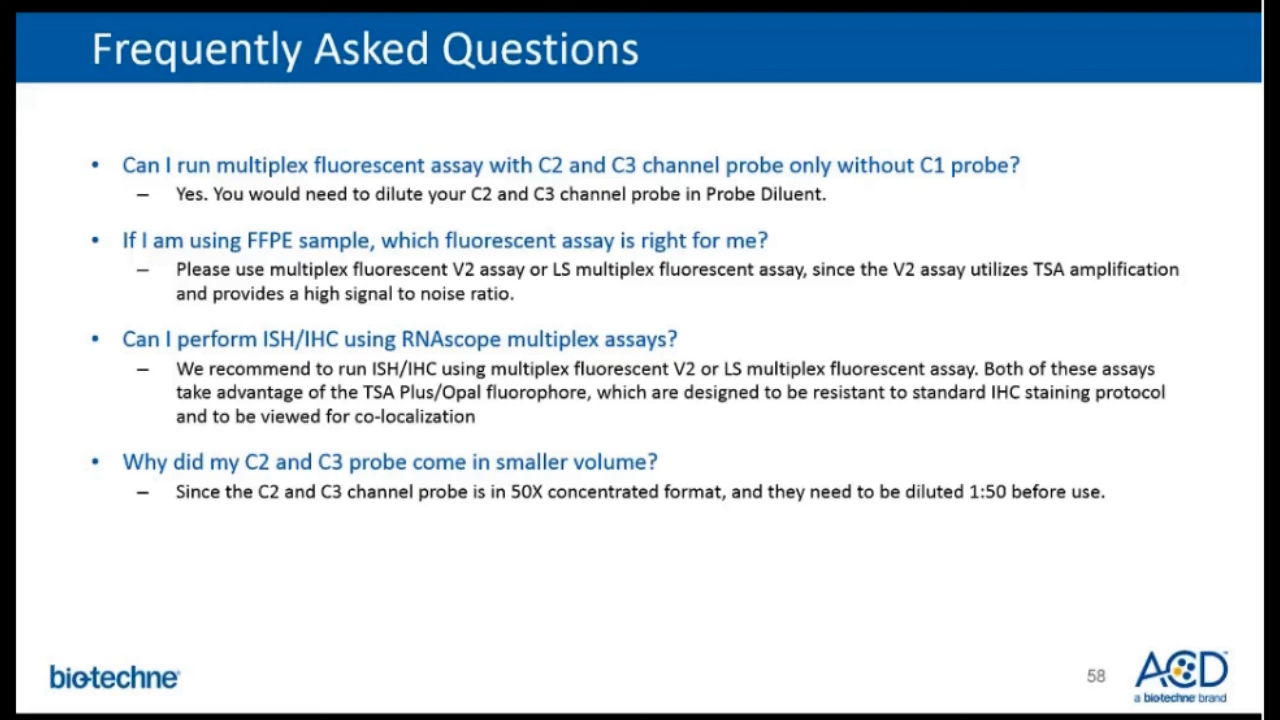 Frequently Asked Questions
• Can I run multiplex fluorescent assay with C2 and C3 channel probe only without C1 probe?
– Yes. You would need to dilute your C2 and C3 channel probe in Probe Diluent.
• If I am using FFPE sample, which fluorescent assay is right for me?
– Please use multiplex fluorescent V2 assay or LS multiplex fluorescent assay, since the V2 assay utilizes TSA amplification
and provides a high signal to noise ratio.
• Can I perform ISH/IHC using RNAscope multiplex assays?
– We recommend to run ISH/IHC using multiplex fluorescent V2 or LS multiplex fluorescent assay. Both of these assays
take advantage of the TSA Plus/Opal fluorophore, which are designed to be resistant to standard IHC staining protocol
and to be viewed for co-localization
• Why did my C2 and C3 probe come in smaller volume?
– Since the C2 and C3 channel probe is in 50X concentrated format, and they need to be diluted 1:50 before use.
bio-techne
58
ACD
a biotechne brand